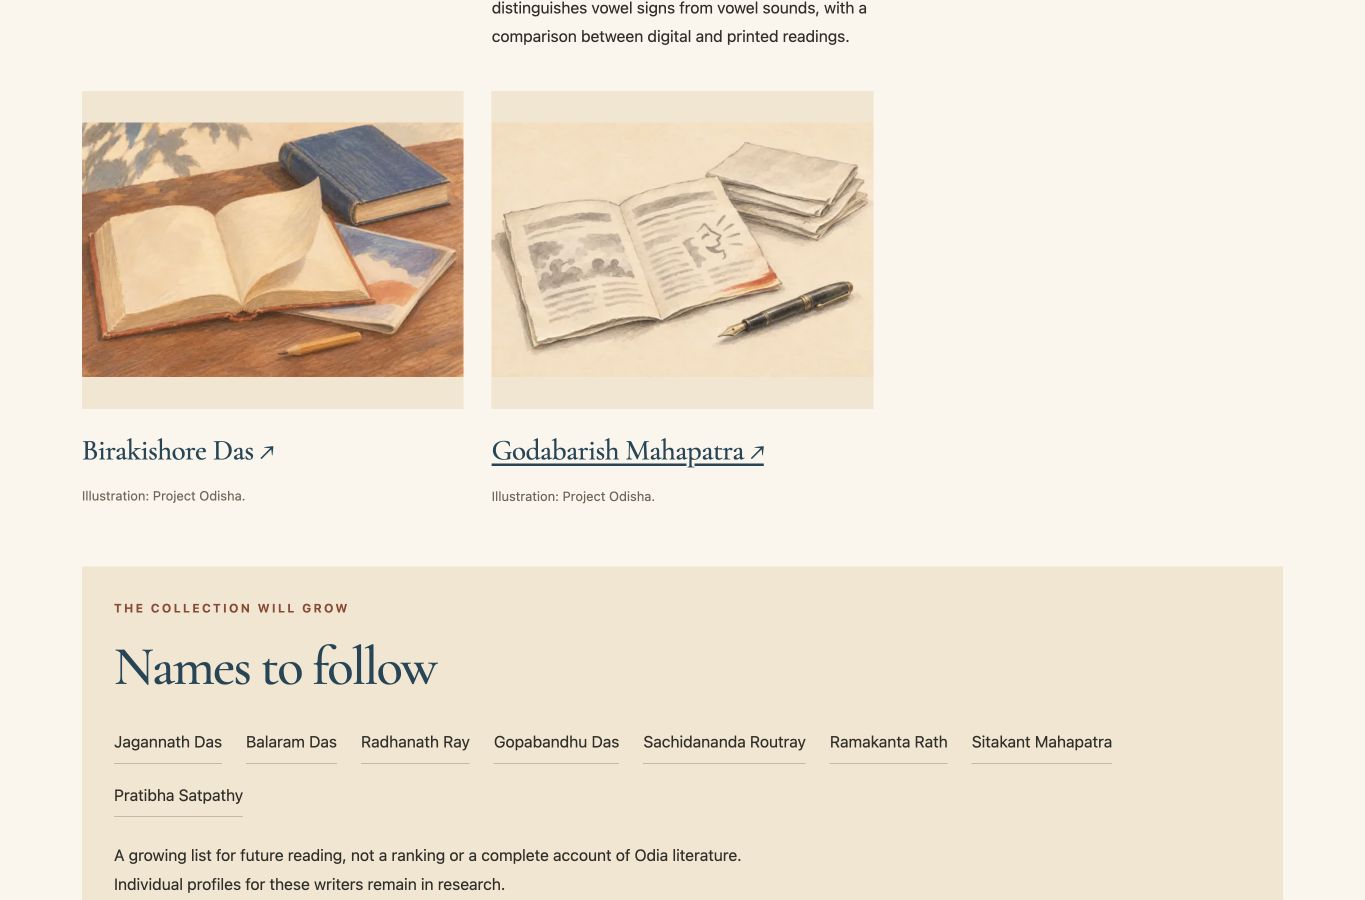 distinguishes vowel signs from vowel sounds, with a
comparison between digital and printed readings.
Birakishore Das ↗
Illustration: Project Odisha.
Godabarish Mahapatra ↗
Illustration: Project Odisha.
THE COLLECTION WILL GROW
Names to follow
Jagannath Das Balaram Das Radhanath Ray Gopabandhu Das Sachidananda Routray Ramakanta Rath Sitakant Mahapatra
Pratibha Satpathy
A growing list for future reading, not a ranking or a complete account of Odia literature.
Individual profiles for these writers remain in research.